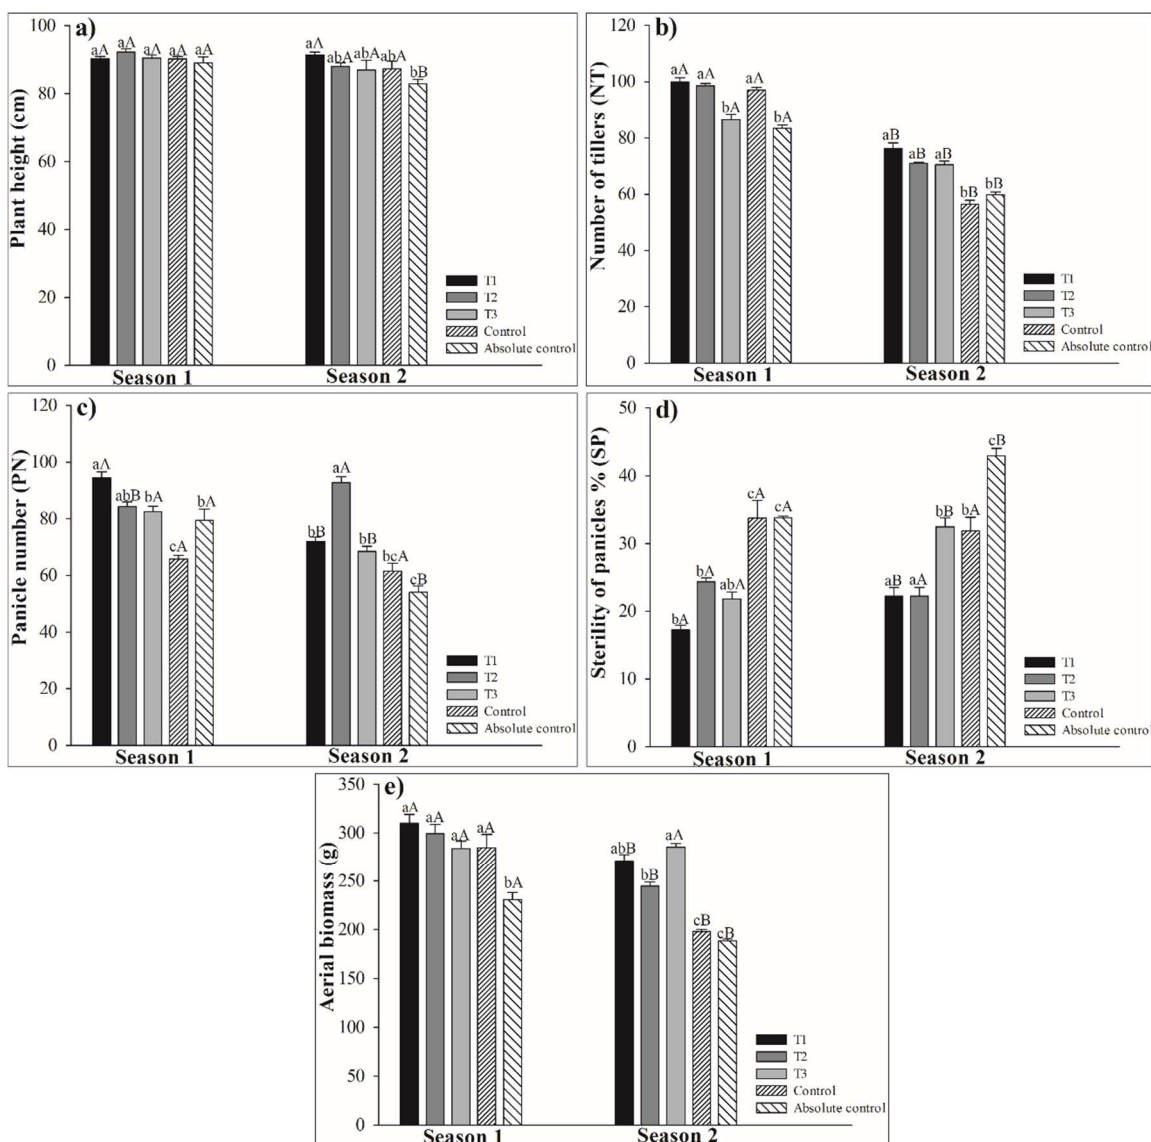 a)
Plant height (cm)
100
80
60
40
20
0
aA aA aA aA aA
aA abA abA abA bB
T1
T2
T3
Control
Absolute control
Season 1 Season 2
b)
Number of tillers (NT)
120
100
80
60
40
20
0
aA aA bA aA bA
aB aB aB bB bB
T1
T2
T3
Control
Absolute control
Season 1 Season 2
c)
Panicle number (PN)
120
100
80
60
40
20
0
aA abB bA cA bA
bB aA bB bcA cB
T1
T2
T3
Control
Absolute control
Season 1 Season 2
d)
Sterility of panicles % (SP)
50
40
30
20
10
0
bA bA abA cA cA
aB aA bB bA cB
T1
T2
T3
Control
Absolute control
Season 1 Season 2
e)
Aerial biomass (g)
350
300
250
200
150
100
50
0
aA aA aA aA bA
abB bB aA cB cB
T1
T2
T3
Control
Absolute control
Season 1 Season 2